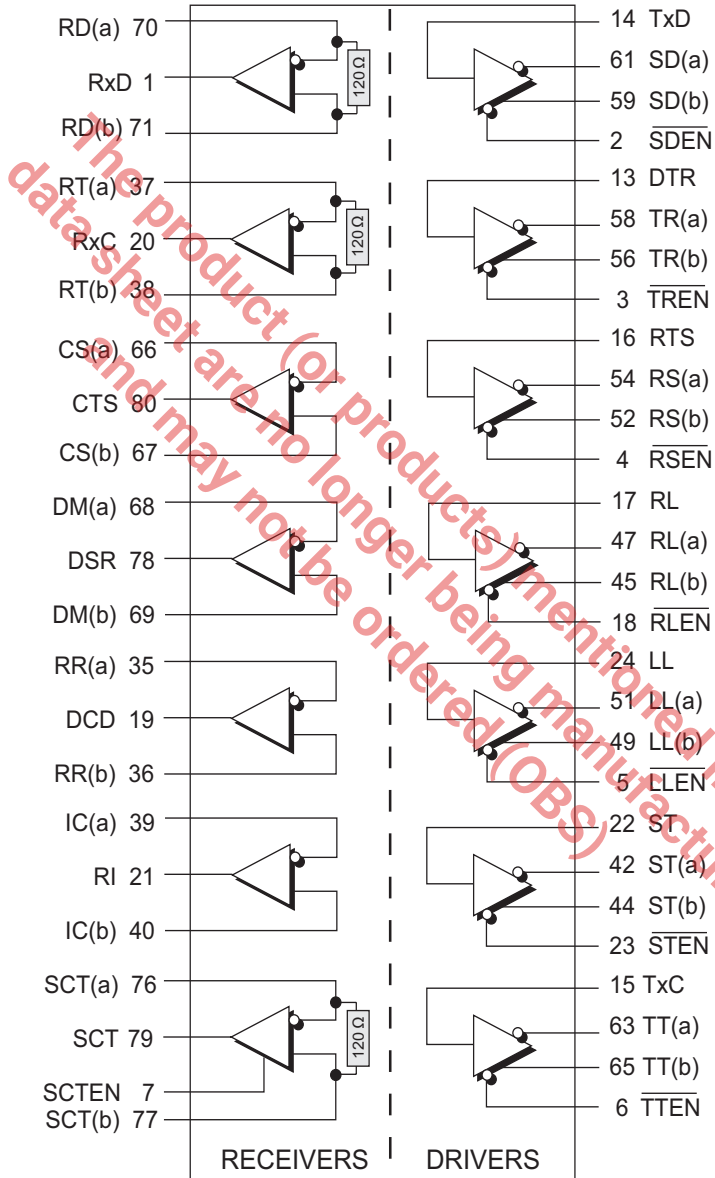 RD(a) 70
RxD 1
RD(b) 71
120 Ω
RT(a) 37
RxC 20
RT(b) 38
120 Ω
CS(a) 66
CTS 80
CS(b) 67
DM(a) 68
DSR 78
DM(b) 69
RR(a) 35
DCD 19
RR(b) 36
IC(a) 39
RI 21
IC(b) 40
SCT(a) 76
SCT 79
SCTEN 7
SCT(b) 77
120 Ω
RECEIVERS
14 TxD
61 SD(a)
59 SD(b)
2 SDEN
13 DTR
58 TR(a)
56 TR(b)
3 TREN
16 RTS
54 RS(a)
52 RS(b)
4 RSEN
17 RL
47 RL(a)
45 RL(b)
18 RLEN
24 LL
51 LL(a)
49 LL(b)
5 LLEN
22 ST
42 ST(a)
44 ST(b)
23 STEN
15 TxC
63 TT(a)
65 TT(b)
6 TTEN
DRIVERS
The product (or products) mentioned
data sheet are no longer being
and may not be ordered (OBS)